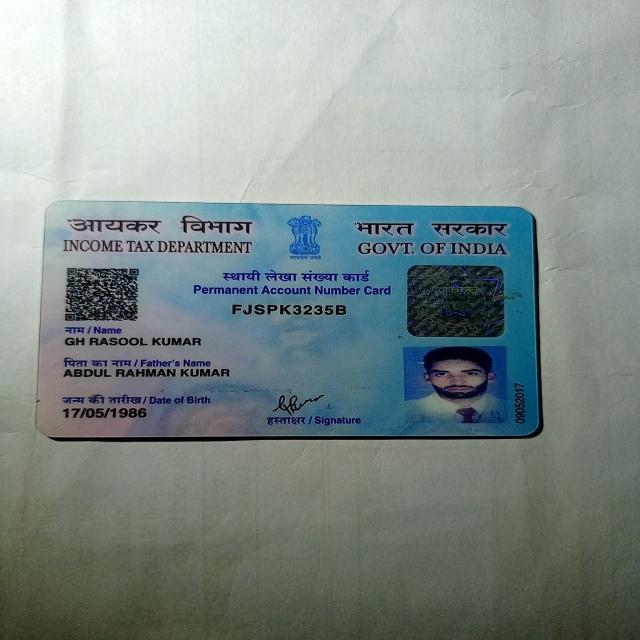 आयकर विभाग
INCOME TAX DEPARTMENT
सत्यमेव जयते
भारत सरकार
GOVT. OF INDIA
स्थायी लेखा संख्या कार्ड
Permanent Account Number Card
FJSPK3235B
नाम / Name
GH RASOOL KUMAR
पिता का नाम / Father's Name
ABDUL RAHMAN KUMAR
जन्म की तारीख / Date of Birth
17/05/1986
हस्ताक्षर / Signature
09052017